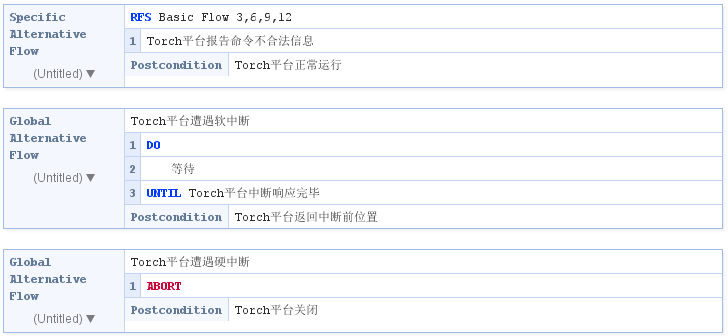 Specific Alternative Flow
(Untitled) ▼
RFS Basic Flow 3,6,9,12
1 Torch平台报告命令不合法信息
Postcondition Torch平台正常运行
Global Alternative Flow
(Untitled) ▼
Torch平台遭遇软中断
1 DO
2 等待
3 UNTIL Torch平台中断响应完毕
Postcondition Torch平台返回中断前位置
Global Alternative Flow
(Untitled) ▼
Torch平台遭遇硬中断
1 ABORT
Postcondition Torch平台关闭